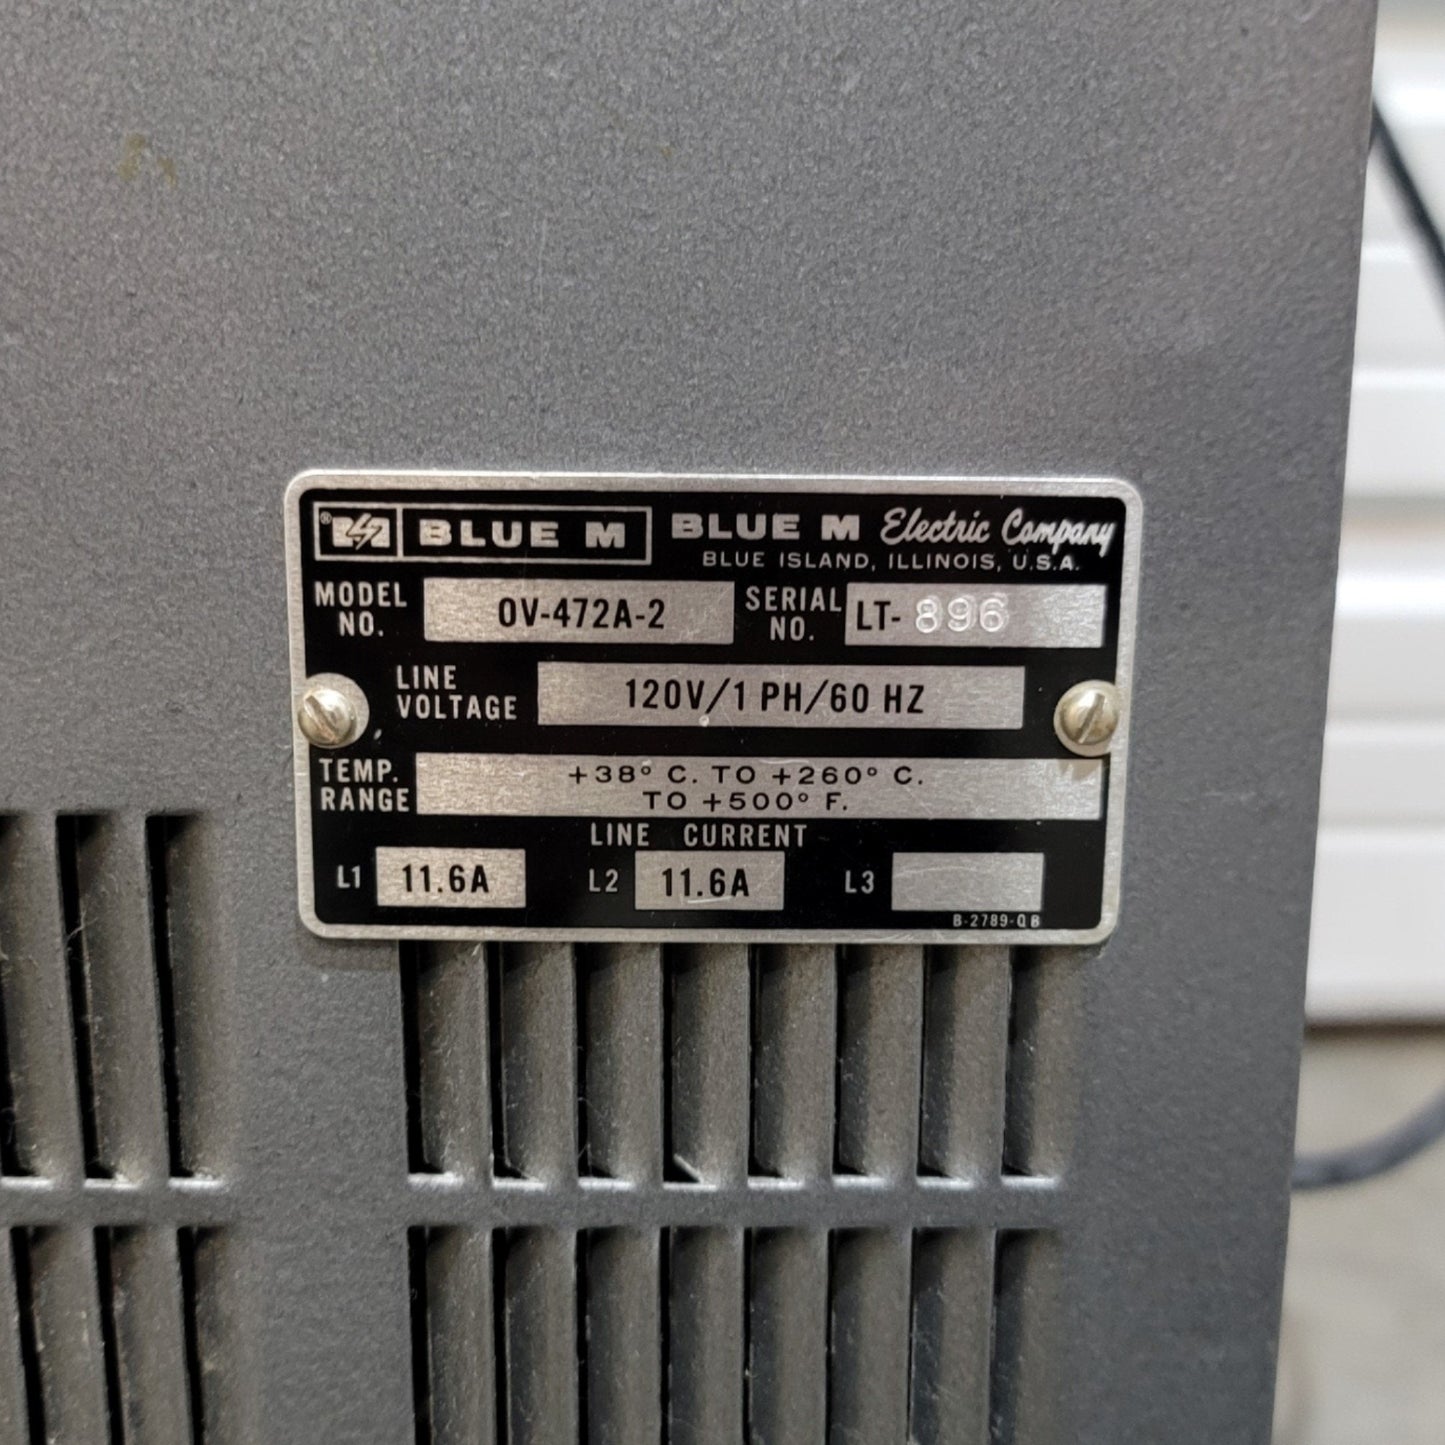 ® BLUE M BLUE M Electric Company
BLUE ISLAND, ILLINOIS, U.S.A.
MODEL NO. OV-472A-2 SERIAL NO. LT- 896
LINE VOLTAGE 120V/1 PH/60 HZ
TEMP. RANGE +38° C. TO +260° C.
TO +500° F.
LINE CURRENT
L1 11.6A L2 11.6A L3
B-2789-QB